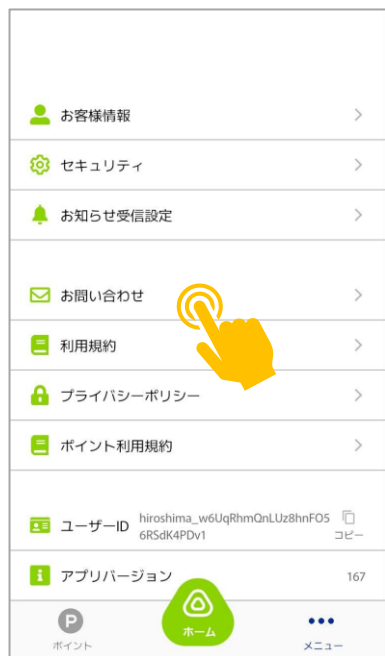 お客様情報
セキュリティ
お知らせ受信設定
お問い合わせ
利用規約
プライバシーポリシー
ポイント利用規約
ユーザーID hiroshima_w6UqRhmQnLUz8hnFO5
6RSdK4PDv1 コピー
アプリバージョン 167
P
ポイント ホーム メニュー